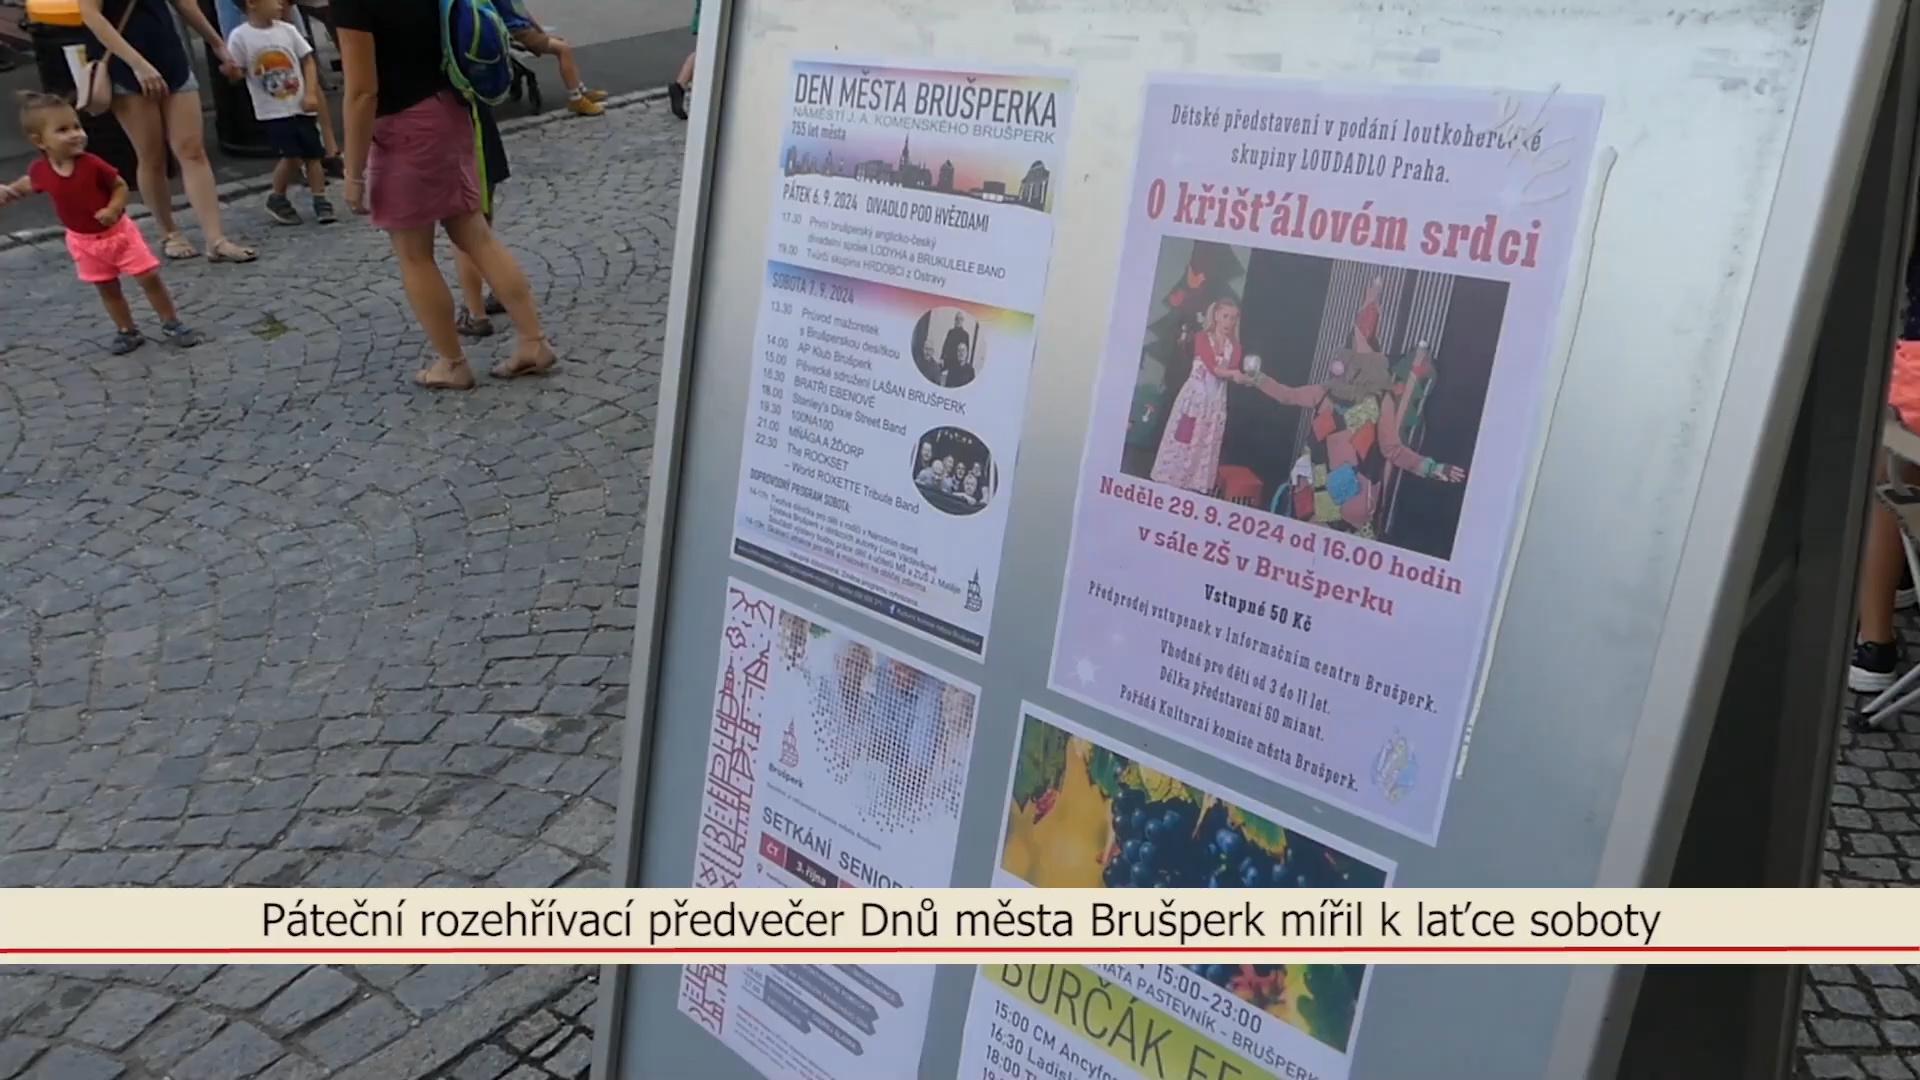 DEN MĚSTA BRUŠPERKA
NÁMĚSTÍ J. A. KOMENSKÉHO BRUŠPERK
755 let města
PÁTEK 6. 9. 2024 DIVADLO POD HVĚZDAMI
17.30 První brušperský anglicko-český
divadelní spolek LODYHA a BRUKULELE BAND
19.00 Tvůrčí skupina HRDOBCI z Ostravy
SOBOTA 7. 9. 2024
13.30 Průvod mažoretek
s Brušperskou desítkou
14.00 AP Klub Brušperk
15.00 Pěvecké sdružení LAŠAN BRUŠPERK
16.30 BRATŘI EBENOVÉ
18.00 Stanley's Dixie Street Band
19.30 100NA100
21.00 MŇÁGA A ŽĎORP
22.30 The ROCKSET
– World ROXETTE Tribute Band
DOPROVODNÝ PROGRAM SOBOTA:
Dětské představení v podání loutkoherecké
skupiny LOUDADLO Praha.
O křišťálovém srdci
Neděle 29. 9. 2024 od 16.00 hodin
v sále ZŠ v Brušperku
Vstupné 50 Kč
Předprodej vstupenek v Informačním centru Brušperk.
Vhodné pro děti od 3 do 11 let.
Délka představení 60 minut.
Pořádá Kulturní komise města Brušperk.
Brušperk
SETKÁNÍ
ČT 3. října
Páteční rozehřívací předvečer Dnů města Brušperk mířil k laťce soboty
15:00-23:00
PASTEVNÍK - BRUŠPERK
BURČÁK
15:00 CM
16:30
18:00